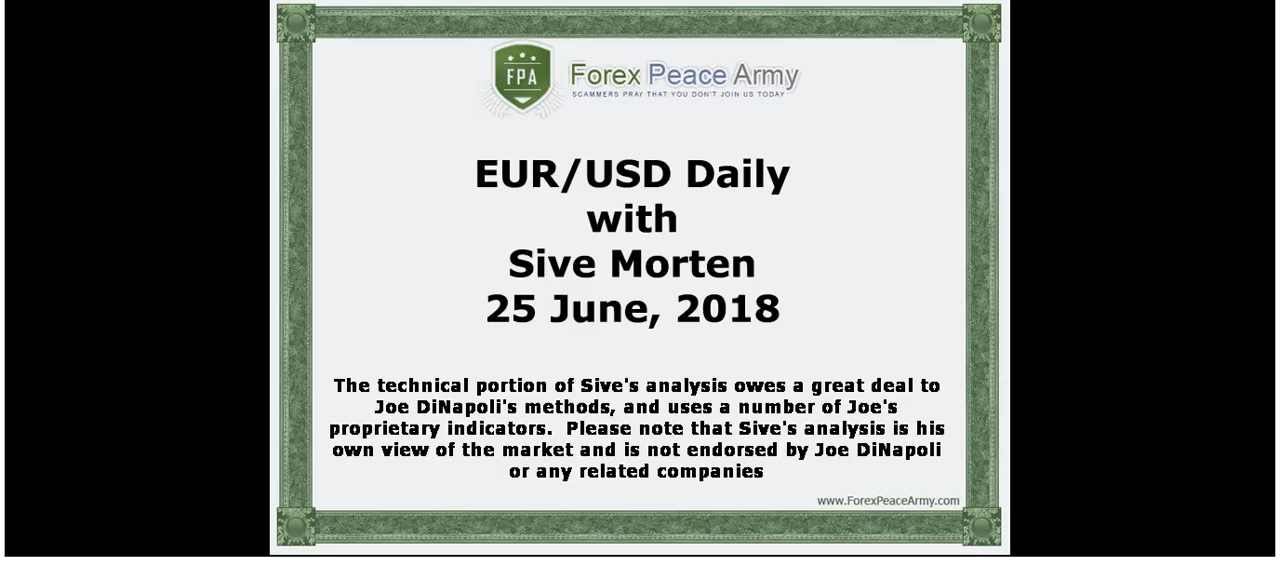 FPA
Forex Peace Army
SCAMMERS PRAY THAT YOU DON'T JOIN US TODAY
EUR/USD Daily
with
Sive Morten
25 June, 2018
The technical portion of Sive's analysis owes a great deal to
Joe DiNapoli's methods, and uses a number of Joe's
proprietary indicators.  Please note that Sive's analysis is his
own view of the market and is not endorsed by Joe DiNapoli
or any related companies
www.ForexPeaceArmy.com